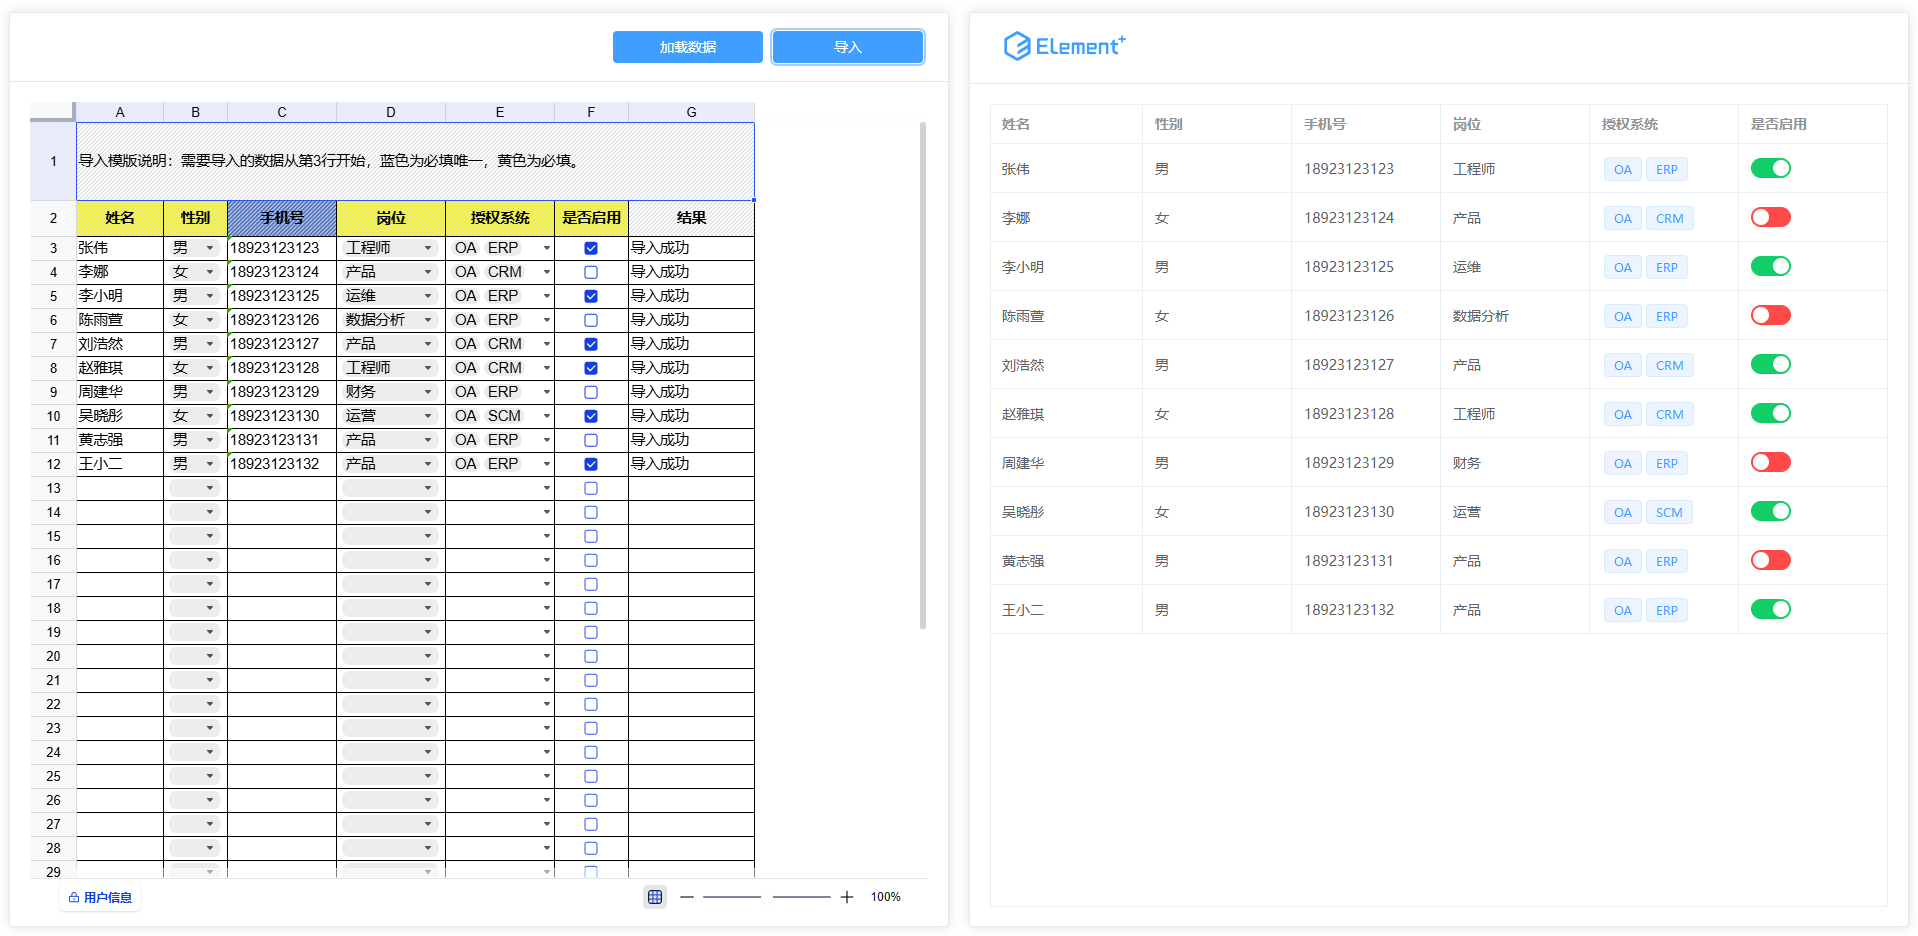 加载数据 导入
A B C D E F G
1 导入模版说明：需要导入的数据从第3行开始，蓝色为必填唯一，黄色为必填。
2 姓名 性别 手机号 岗位 授权系统 是否启用 结果
3 张伟 男 18923123123 工程师 OA ERP 导入成功
4 李娜 女 18923123124 产品 OA CRM 导入成功
5 李小明 男 18923123125 运维 OA ERP 导入成功
6 陈雨萱 女 18923123126 数据分析 OA ERP 导入成功
7 刘浩然 男 18923123127 产品 OA CRM 导入成功
8 赵雅琪 女 18923123128 工程师 OA CRM 导入成功
9 周建华 男 18923123129 财务 OA ERP 导入成功
10 吴晓彤 女 18923123130 运营 OA SCM 导入成功
11 黄志强 男 18923123131 产品 OA ERP 导入成功
12 王小二 男 18923123132 产品 OA ERP 导入成功
13
14
15
16
17
18
19
20
21
22
23
24
25
26
27
28
29
用户信息 100%
ELement+
姓名 性别 手机号 岗位 授权系统 是否启用
张伟 男 18923123123 工程师 OA ERP
李娜 女 18923123124 产品 OA CRM
李小明 男 18923123125 运维 OA ERP
陈雨萱 女 18923123126 数据分析 OA ERP
刘浩然 男 18923123127 产品 OA CRM
赵雅琪 女 18923123128 工程师 OA CRM
周建华 男 18923123129 财务 OA ERP
吴晓彤 女 18923123130 运营 OA SCM
黄志强 男 18923123131 产品 OA ERP
王小二 男 18923123132 产品 OA ERP